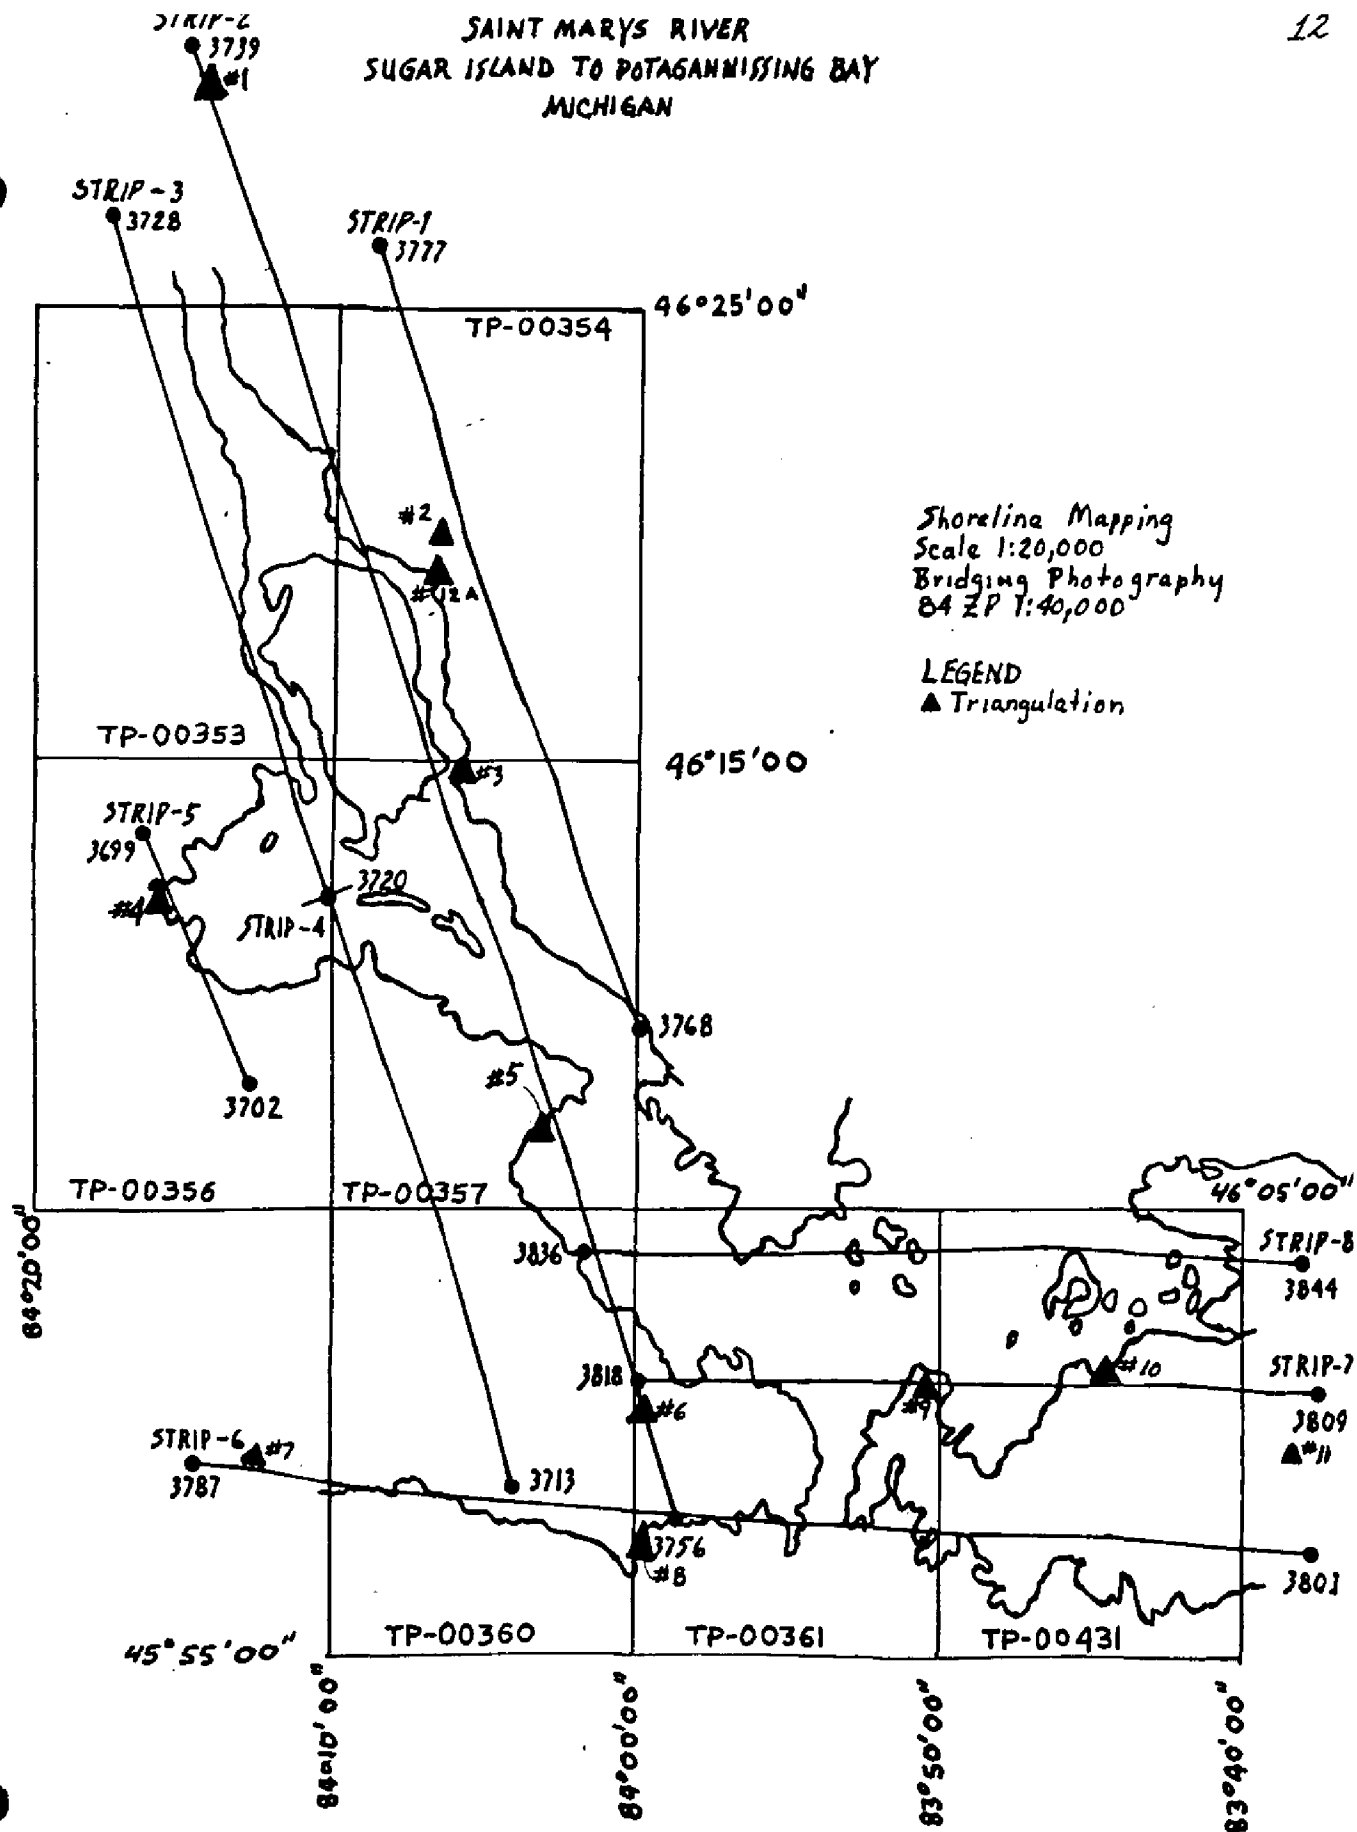 12
SAINT MARYS RIVER
SUGAR ISLAND TO POTAGANNISSING BAY
MICHIGAN
STRIP-2
3739
#1
STRIP-3
3728
STRIP-1
3777
46°25'00"
TP-00354
#2
#12A
Shoreline Mapping
Scale 1:20,000
Bridging Photography
84 ZP 1:40,000
LEGEND
Triangulation
TP-00353
46°15'00
#3
STRIP-5
3699
#4
3720
STRIP-4
3768
#5
3702
TP-00356
TP-00357
46°05'00"
84°20'00"
3836
STRIP-8
3844
3818
#6
#9
#10
STRIP-7
3809
#11
STRIP-6
#7
3787
3713
3756
#8
3801
45°55'00"
TP-00360
TP-00361
TP-00431
84°10'00"
84°00'00"
83°50'00"
83°40'00"